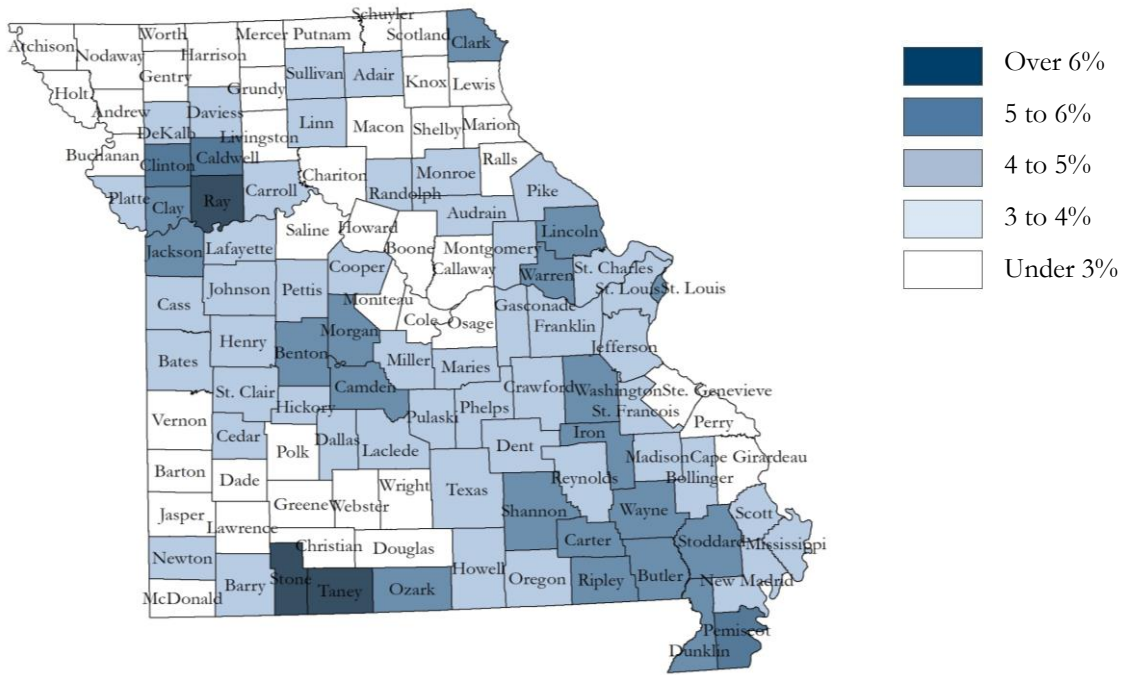 Schuyler
Worth
Mercer Putnam
Scotland
Clark
Atchison
Nodaway
Harrison
Gentry
Sullivan
Adair
Knox
Lewis
Holt
Grundy
Andrew
Daviess
DeKalb
Linn
Macon
Shelby
Marion
Livingston
Buchanan
Clinton
Caldwell
Chariton
Ralls
Monroe
Platte
Clay
Ray
Carroll
Randolph
Pike
Audrain
Saline
Howard
Lincoln
Jackson
Lafayette
Boone
Montgomery
Cooper
Callaway
Warren
St. Charles
Cass
Johnson
Pettis
Moniteau
St. Louis
St. Louis
Gasconade
Cole
Osage
Franklin
Morgan
Henry
Benton
Jefferson
Bates
Miller
Maries
Camden
Crawford
Washington
Ste. Genevieve
St. Clair
Hickory
Pulaski
Phelps
St. Francois
Vernon
Perry
Cedar
Dallas
Laclede
Dent
Iron
Polk
Madison
Cape Girardeau
Barton
Dade
Reynolds
Bollinger
Wright
Texas
Greene
Webster
Shannon
Wayne
Scott
Jasper
Lawrence
Christian
Douglas
Carter
Stoddard
Mississippi
Newton
Howell
Barry
Stone
Taney
Ozark
Oregon
Ripley
Butler
New Madrid
McDonald
Pemiscot
Dunklin
Over 6%
5 to 6%
4 to 5%
3 to 4%
Under 3%